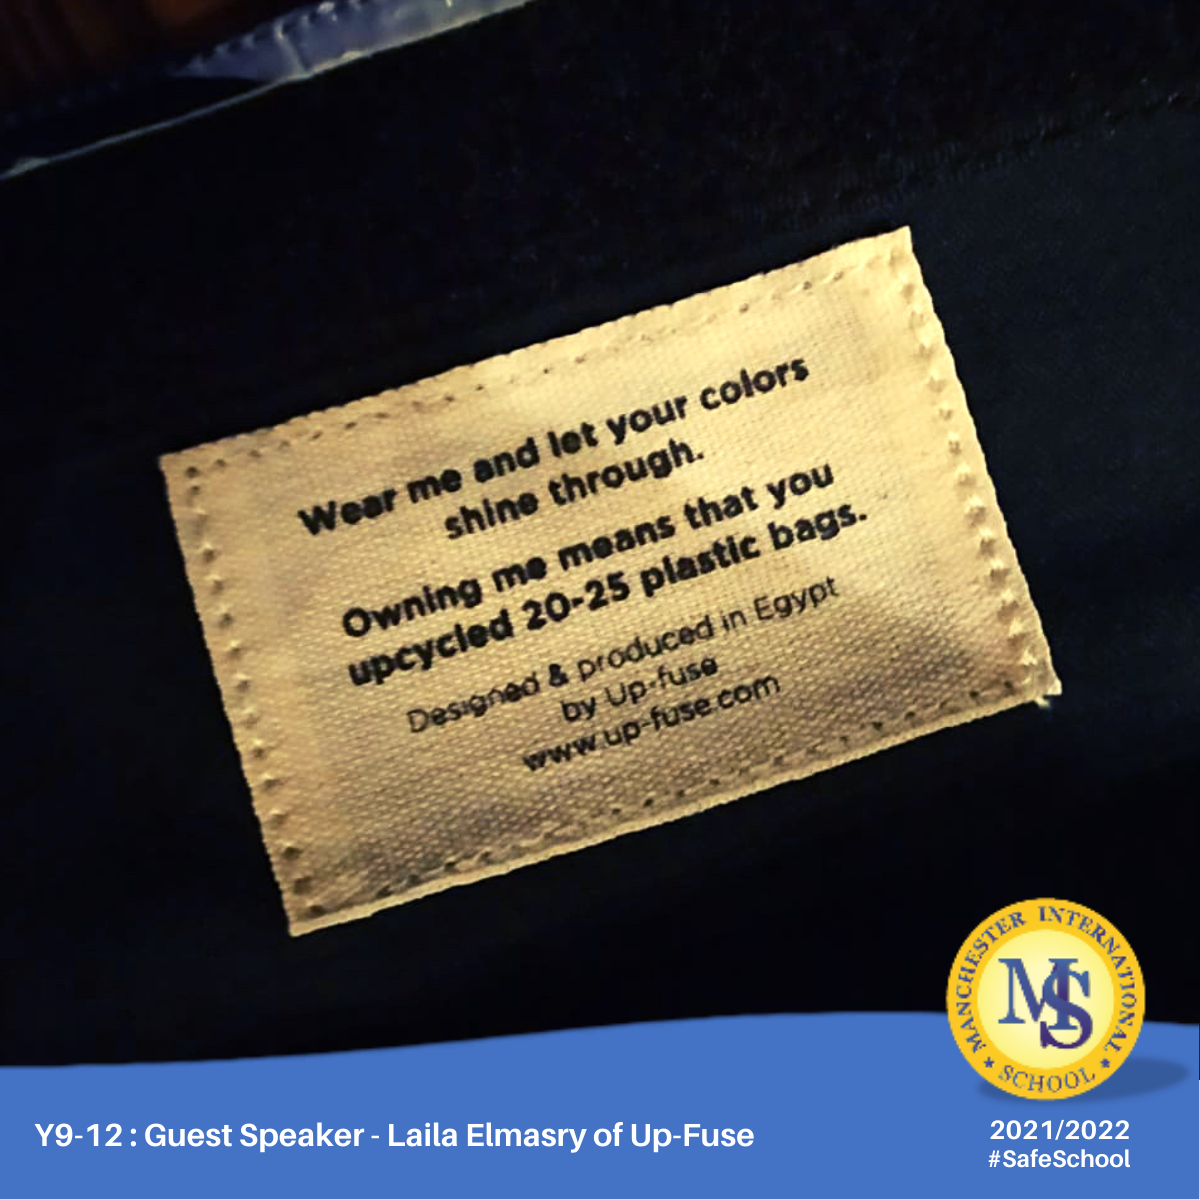 Wear me and let your colors
shine through.
Owning me means that you
upcycled 20-25 plastic bags.
Designed & produced in Egypt
by Up-fuse
www.up-fuse.com
MANCHESTER INTERNATIONAL
MIS
SCHOOL
Y9-12 : Guest Speaker - Laila Elmasry of Up-Fuse
2021/2022
#SafeSchool